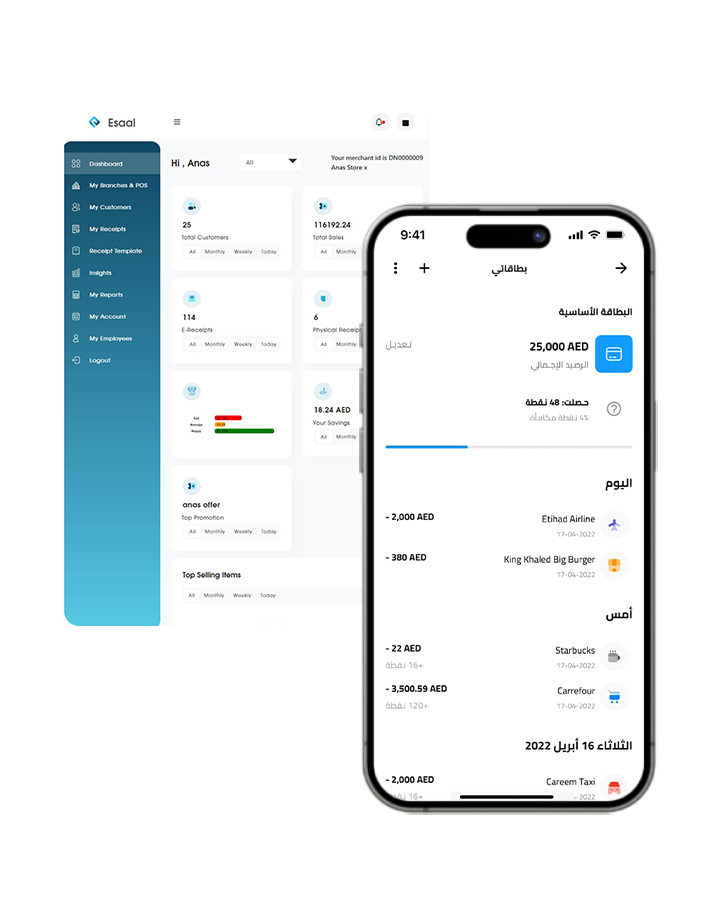 Esaal
Hi , Anas
All
Your merchant id is DN0000009
Anas Store x
Dashboard
My Branches & POS
My Customers
My Receipts
Receipt Template
Insights
My Reports
My Account
My Employees
Logout
25
Total Customers
All Monthly Weekly Today
116192.24
Total Sales
All Monthly
114
E-Receipts
All Monthly Weekly Today
6
Physical Receip
All Monthly
Sad
Average
Happy
18.24 AED
Your Savings
All Monthly
anas offer
Top Promotion
All Monthly Weekly Today
Top Selling Items
All Monthly Weekly Today
9:41
بطاقاتي
البطاقة الأساسية
25,000 AED
تعديل
الرصيد الإجمالي
حصلت: 48 نقطة
4% نقطة مكافأة
اليوم
Etihad Airline
- 2,000 AED
17-04-2022
King Khaled Big Burger
- 380 AED
17-04-2022
أمس
Starbucks
- 22 AED
17-04-2022
+16 نقطة
Carrefour
- 3,500.59 AED
17-04-2022
+120 نقطة
الثلاثاء 16 أبريل 2022
Careem Taxi
- 2,000 AED
-2022
+16 نقطة